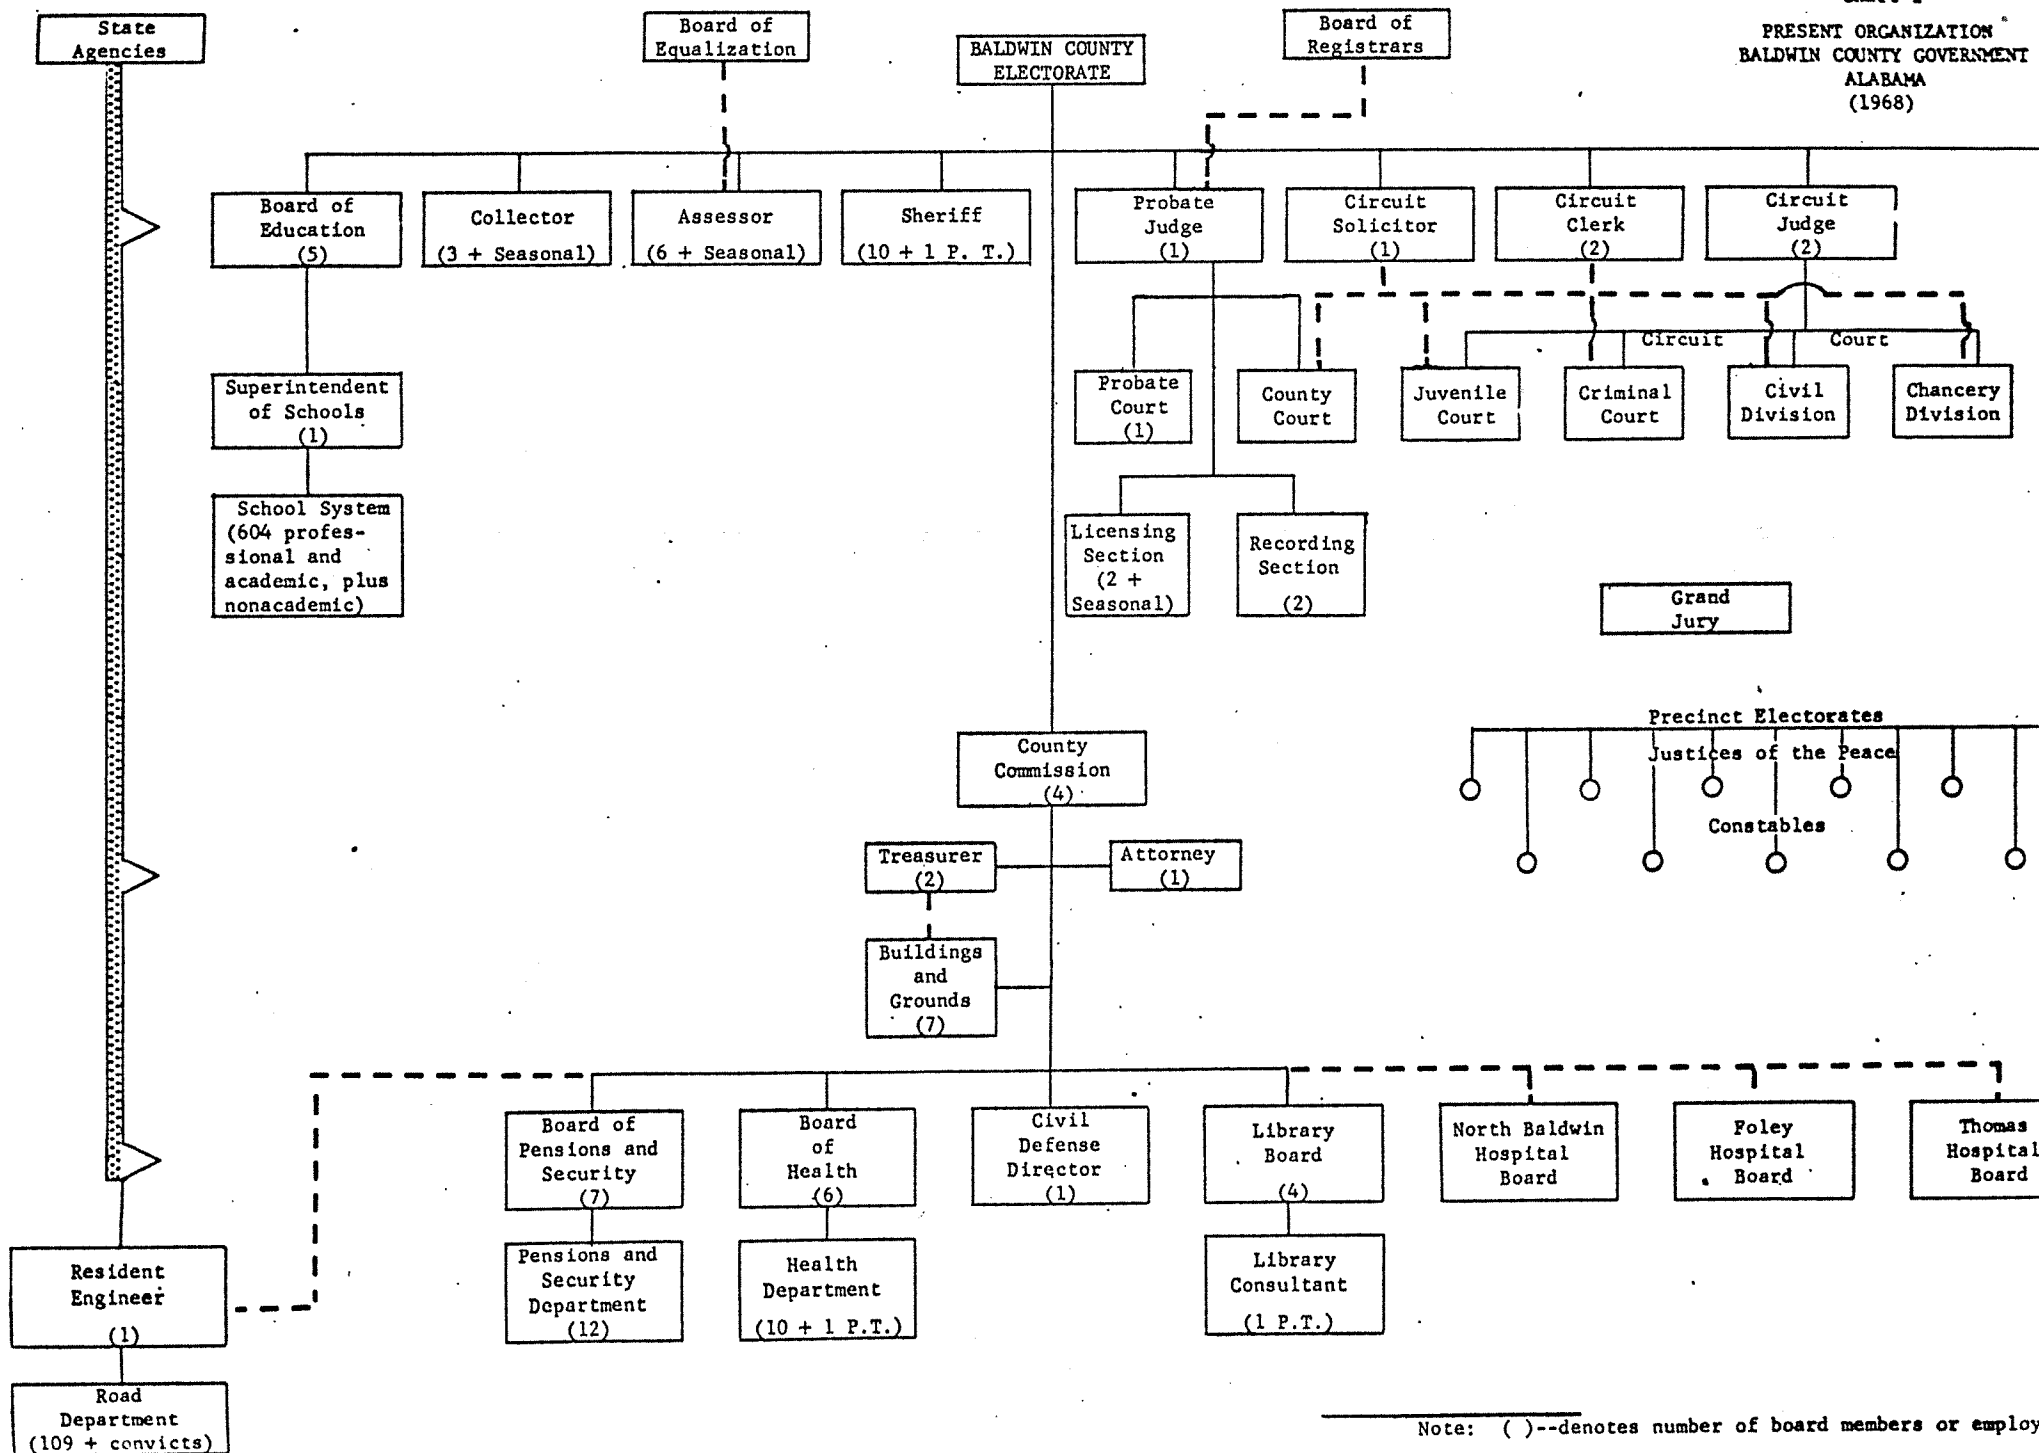 State
Agencies
Board of
Equalization
BALDWIN COUNTY
ELECTORATE
Board of
Registrars
PRESENT ORGANIZATION
BALDWIN COUNTY GOVERNMENT
ALABAMA
(1968)
Board of
Education
(5)
Collector
(3 + Seasonal)
Assessor
(6 + Seasonal)
Sheriff
(10 + 1 P. T.)
Probate
Judge
(1)
Circuit
Solicitor
(1)
Circuit
Clerk
(2)
Circuit
Judge
(2)
Circuit Court
Superintendent
of Schools
(1)
Probate
Court
(1)
County
Court
Juvenile
Court
Criminal
Court
Civil
Division
Chancery
Division
School System
(604 profes-
sional and
academic, plus
nonacademic)
Licensing
Section
(2 +
Seasonal)
Recording
Section
(2)
Grand
Jury
Precinct Electorates
Justices of the Peace
Constables
County
Commission
(4)
Treasurer
(2)
Attorney
(1)
Buildings
and
Grounds
(7)
Board of
Pensions and
Security
(7)
Board
of
Health
(6)
Civil
Defense
Director
(1)
Library
Board
(4)
North Baldwin
Hospital
Board
Foley
Hospital
Board
Thomas
Hospital
Board
Resident
Engineer
(1)
Pensions and
Security
Department
(12)
Health
Department
(10 + 1 P.T.)
Library
Consultant
(1 P.T.)
Road
Department
(109 + convicts)
Note: ( )--denotes number of board members or employ